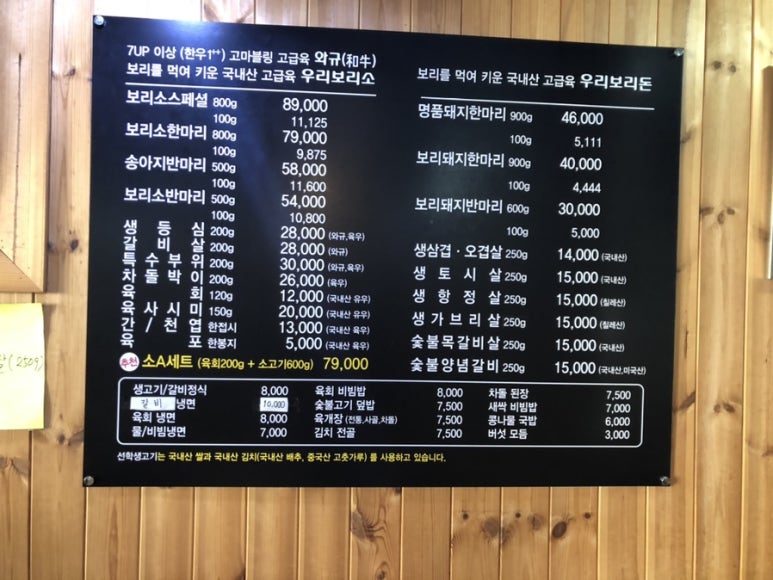 7UP 이상 (한우1⁺⁺) 고마블링 고급육 와규(和牛)
보리를 먹여 키운 국내산 고급육 우리보리소
보리소스페셜 800g 89,000
100g 11,125
보리소한마리 800g 79,000
100g 9,875
송아지반마리 500g 58,000
100g 11,600
보리소반마리 500g 54,000
100g 10,800
생등심 200g 28,000 (와규,육우)
갈비살 200g 28,000 (와규)
특수부위 200g 30,000 (와규,육우)
차돌박이 200g 26,000 (육우)
육회 120g 12,000 (국내산 육우)
육사시미 150g 20,000 (국내산 육우)
간/천엽 한접시 13,000 (국내산 육우)
육포 한봉지 5,000 (국내산 육우)
추천 소A세트 (육회200g + 소고기600g) 79,000
보리를 먹여 키운 국내산 고급육 우리보리돈
명품돼지한마리 900g 46,000
100g 5,111
보리돼지한마리 900g 40,000
100g 4,444
보리돼지반마리 600g 30,000
100g 5,000
생삼겹·오겹살 250g 14,000 (국내산)
생토시살 250g 15,000 (국내산)
생항정살 250g 15,000 (칠레산)
생가브리살 250g 15,000 (칠레산)
숯불목갈비살 250g 15,000 (국내산)
숯불양념갈비 250g 15,000 (국내산,미국산)
생고기/갈비정식 8,000
갈비 냉면 10,000
육회 냉면 8,000
물/비빔냉면 7,000
육회 비빔밥 8,000
숯불고기 덮밥 7,500
육개장 (전통,사골,차돌) 7,500
김치 전골 7,500
차돌 된장 7,500
새싹 비빔밥 7,000
콩나물 국밥 6,000
버섯 모듬 3,000
선학생고기는 국내산 쌀과 국내산 김치(국내산 배추, 중국산 고춧가루) 를 사용하고 있습니다.
(250g)